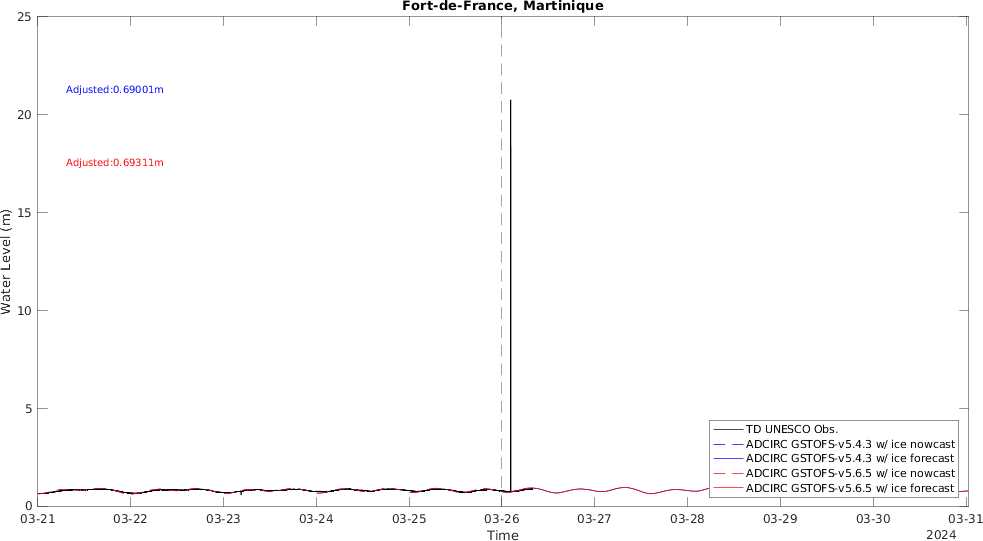 Fort-de-France, Martinique
25
20
15
10
5
0
Water Level (m)
Adjusted:0.69001m
Adjusted:0.69311m
TD UNESCO Obs.
ADCIRC GSTOFS-v5.4.3 w/ ice nowcast
ADCIRC GSTOFS-v5.4.3 w/ ice forecast
ADCIRC GSTOFS-v5.6.5 w/ ice nowcast
ADCIRC GSTOFS-v5.6.5 w/ ice forecast
03-21 03-22 03-23 03-24 03-25 03-26 03-27 03-28 03-29 03-30 03-31
Time
2024